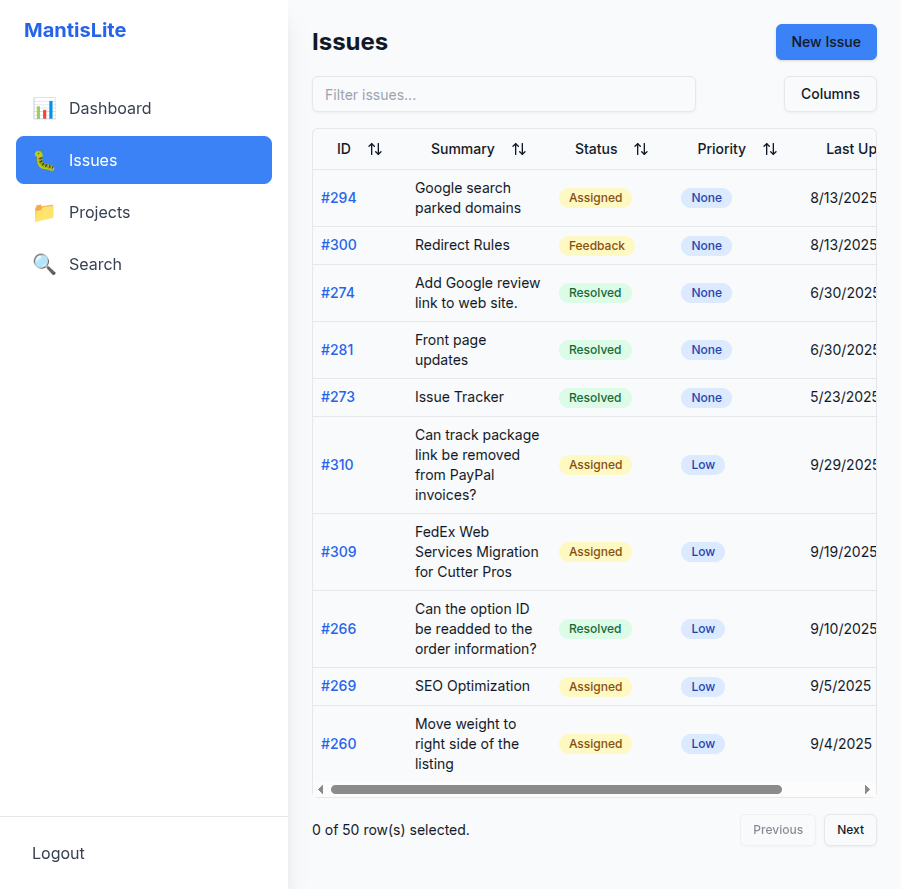 MantisLite
Dashboard
Issues
Projects
Search
Logout
Issues
New Issue
Filter issues...
Columns
ID Summary Status Priority Last Up
#294 Google search parked domains Assigned None 8/13/2025
#300 Redirect Rules Feedback None 8/13/2025
#274 Add Google review link to web site. Resolved None 6/30/2025
#281 Front page updates Resolved None 6/30/2025
#273 Issue Tracker Resolved None 5/23/2025
#310 Can track package link be removed from PayPal invoices? Assigned Low 9/29/2025
#309 FedEx Web Services Migration for Cutter Pros Assigned Low 9/19/2025
#266 Can the option ID be readded to the order information? Resolved Low 9/10/2025
#269 SEO Optimization Assigned Low 9/5/2025
#260 Move weight to right side of the listing Assigned Low 9/4/2025
0 of 50 row(s) selected.
Previous
Next